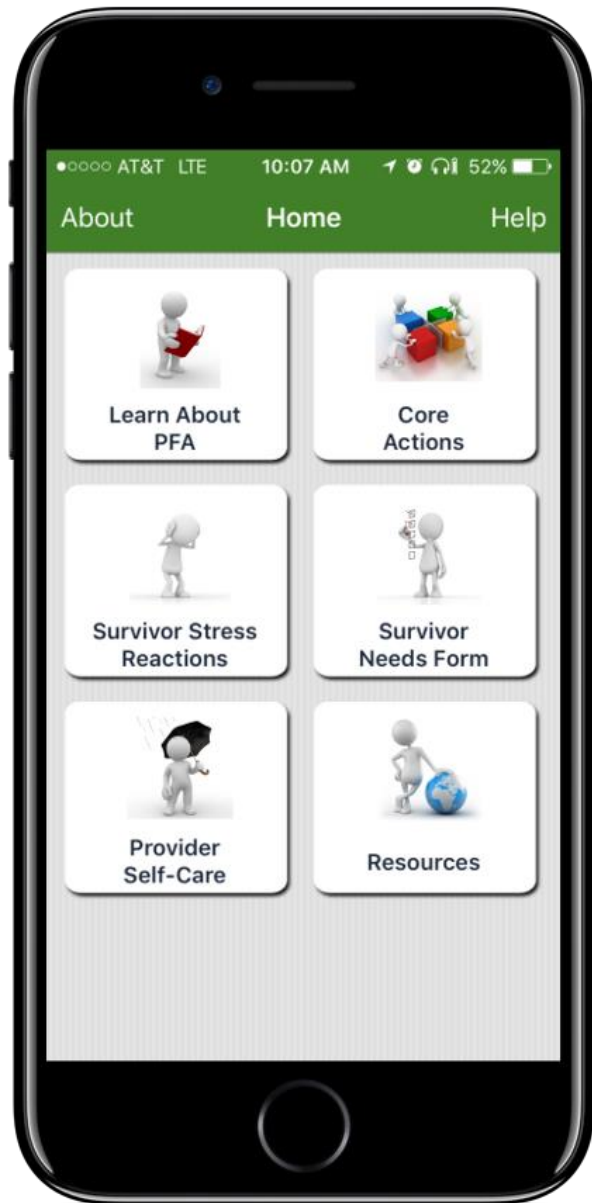 AT&T LTE 10:07 AM 52%
About Home Help
Learn About
PFA
Core
Actions
Survivor Stress
Reactions
Survivor
Needs Form
Provider
Self-Care
Resources